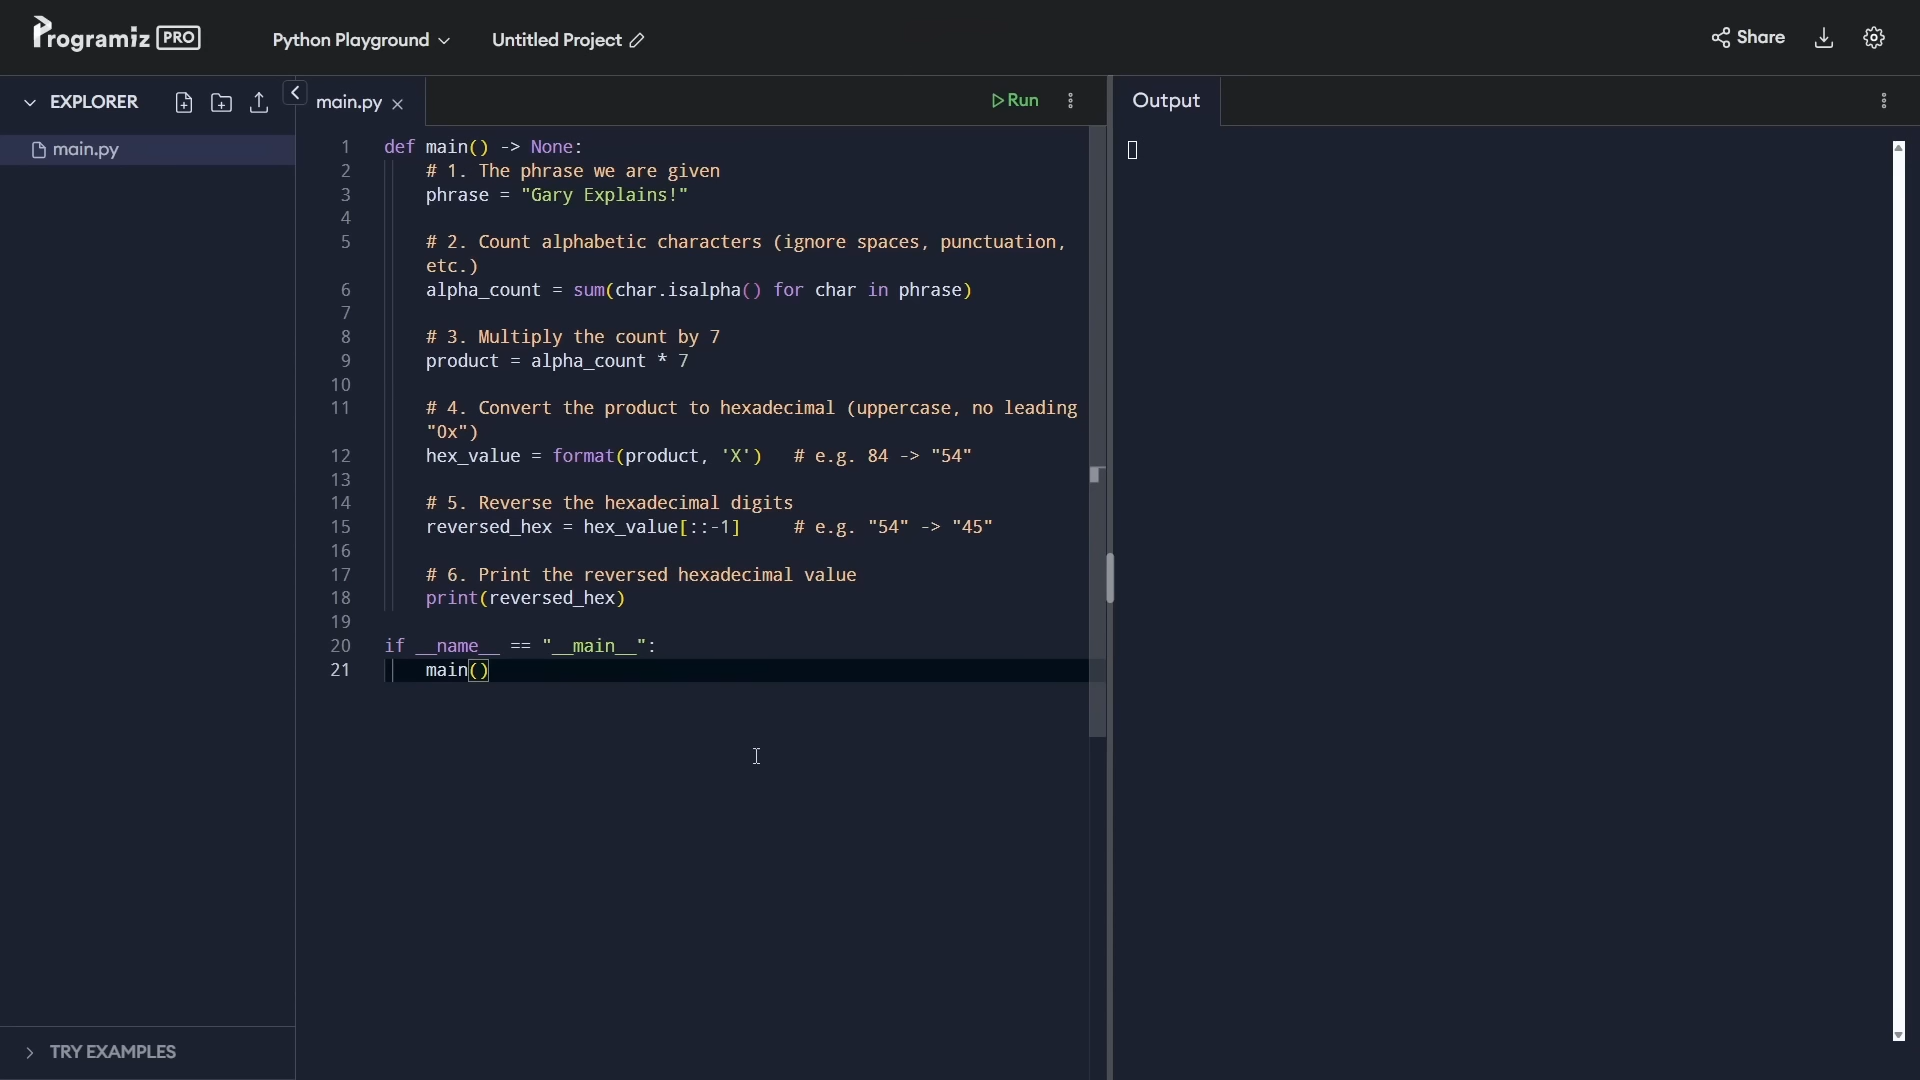 Programiz PRO
Python Playground
Untitled Project
Share
EXPLORER
main.py
Run
Output
main.py
1 def main() -> None:
2 # 1. The phrase we are given
3 phrase = "Gary Explains!"
4
5 # 2. Count alphabetic characters (ignore spaces, punctuation,
etc.)
6 alpha_count = sum(char.isalpha() for char in phrase)
7
8 # 3. Multiply the count by 7
9 product = alpha_count * 7
10
11 # 4. Convert the product to hexadecimal (uppercase, no leading
"0x")
12 hex_value = format(product, 'X') # e.g. 84 -> "54"
13
14 # 5. Reverse the hexadecimal digits
15 reversed_hex = hex_value[::-1] # e.g. "54" -> "45"
16
17 # 6. Print the reversed hexadecimal value
18 print(reversed_hex)
19
20 if __name__ == "__main__":
21 main()
TRY EXAMPLES